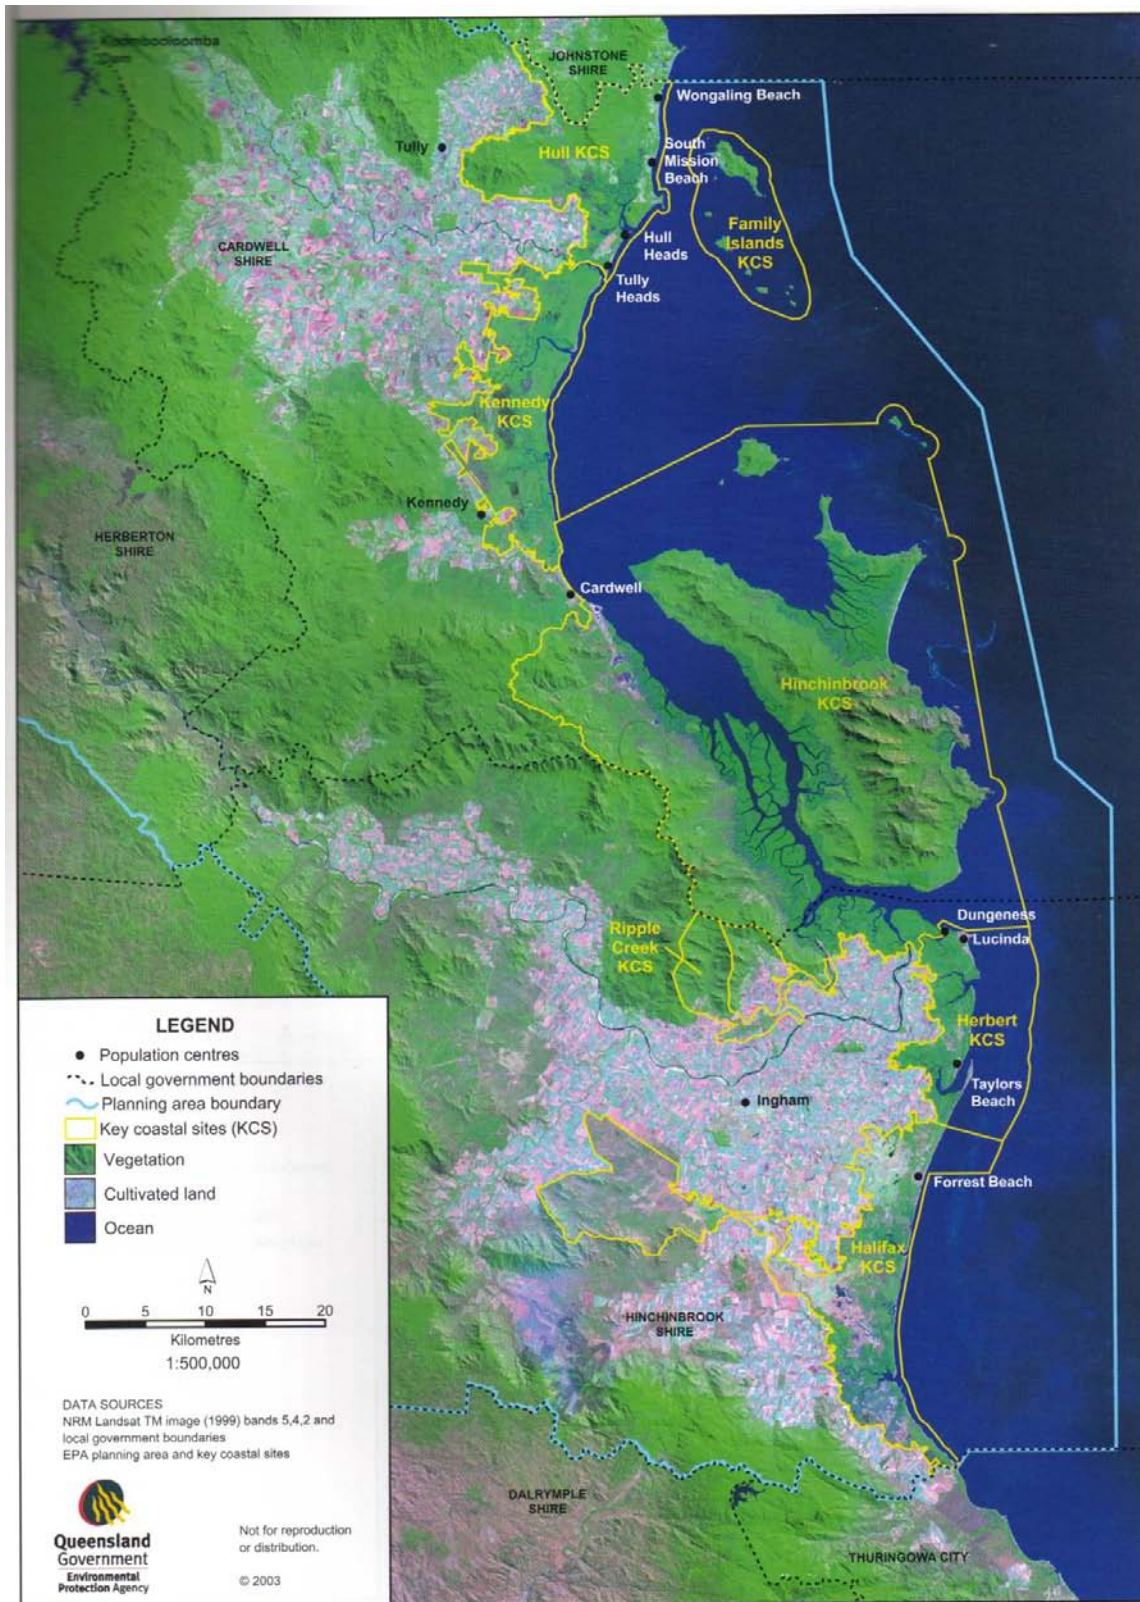 Koombooloomba
Dam
JOHNSTONE
SHIRE
Wongaling Beach
Tully
Hull KCS
South
Mission
Beach
Family
Islands
KCS
CARDWELL
SHIRE
Hull
Heads
Tully
Heads
Kennedy
KCS
Kennedy
HERBERTON
SHIRE
Cardwell
Hinchinbrook
KCS
Dungeness
Lucinda
Ripple
Creek
KCS
Herbert
KCS
Taylors
Beach
Ingham
Forrest Beach
Halifax
KCS
HINCHINBROOK
SHIRE
DALRYMPLE
SHIRE
THURINGOWA CITY
LEGEND
Population centres
Local government boundaries
Planning area boundary
Key coastal sites (KCS)
Vegetation
Cultivated land
Ocean
N
0 5 10 15 20
Kilometres
1:500,000
DATA SOURCES
NRM Landsat TM image (1999) bands 5,4,2 and
local government boundaries
EPA planning area and key coastal sites
Queensland
Government
Environmental
Protection Agency
Not for reproduction
or distribution.
© 2003